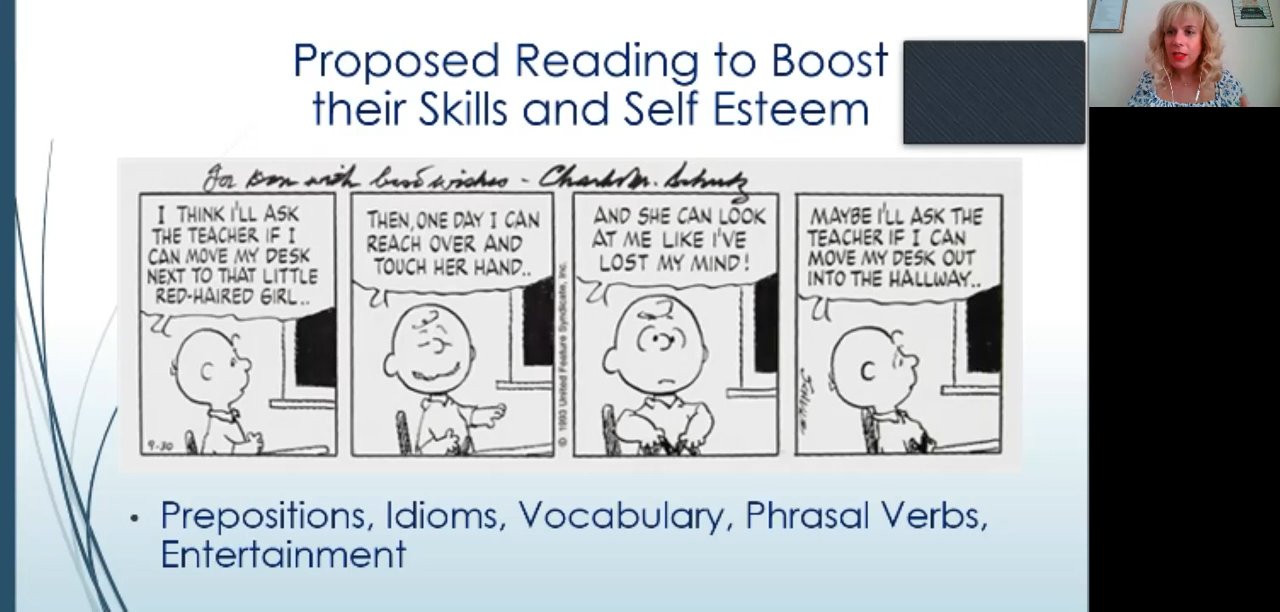 Proposed Reading to Boost
their Skills and Self Esteem
For Don with best wishes - Charles M. Schulz
I THINK I'LL ASK
THE TEACHER IF I
CAN MOVE MY DESK
NEXT TO THAT LITTLE
RED-HAIRED GIRL..
9-30
THEN, ONE DAY I CAN
REACH OVER AND
TOUCH HER HAND..
© 1993 United Feature Syndicate, Inc.
AND SHE CAN LOOK
AT ME LIKE I'VE
LOST MY MIND!
MAYBE I'LL ASK THE
TEACHER IF I CAN
MOVE MY DESK OUT
INTO THE HALLWAY..
• Prepositions, Idioms, Vocabulary, Phrasal Verbs,
Entertainment